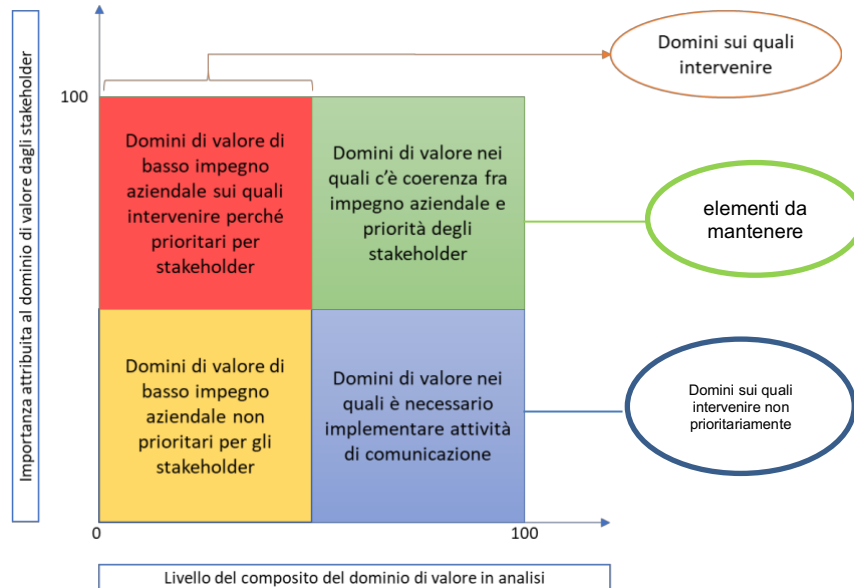 Importanza attribuita al dominio di valore dagli stakeholder
Domini sui quali
intervenire
100
Domini di valore di
basso impegno
aziendale sui quali
intervenire perché
prioritari per
stakeholder
Domini di valore nei
quali c'è coerenza fra
impegno aziendale e
priorità degli
stakeholder
elementi da
mantenere
Domini di valore di
basso impegno
aziendale non
prioritari per gli
stakeholder
Domini di valore nei
quali è necessario
implementare attività
di comunicazione
Domini sui quali
intervenire non
prioritariamente
0
100
Livello del composito del dominio di valore in analisi